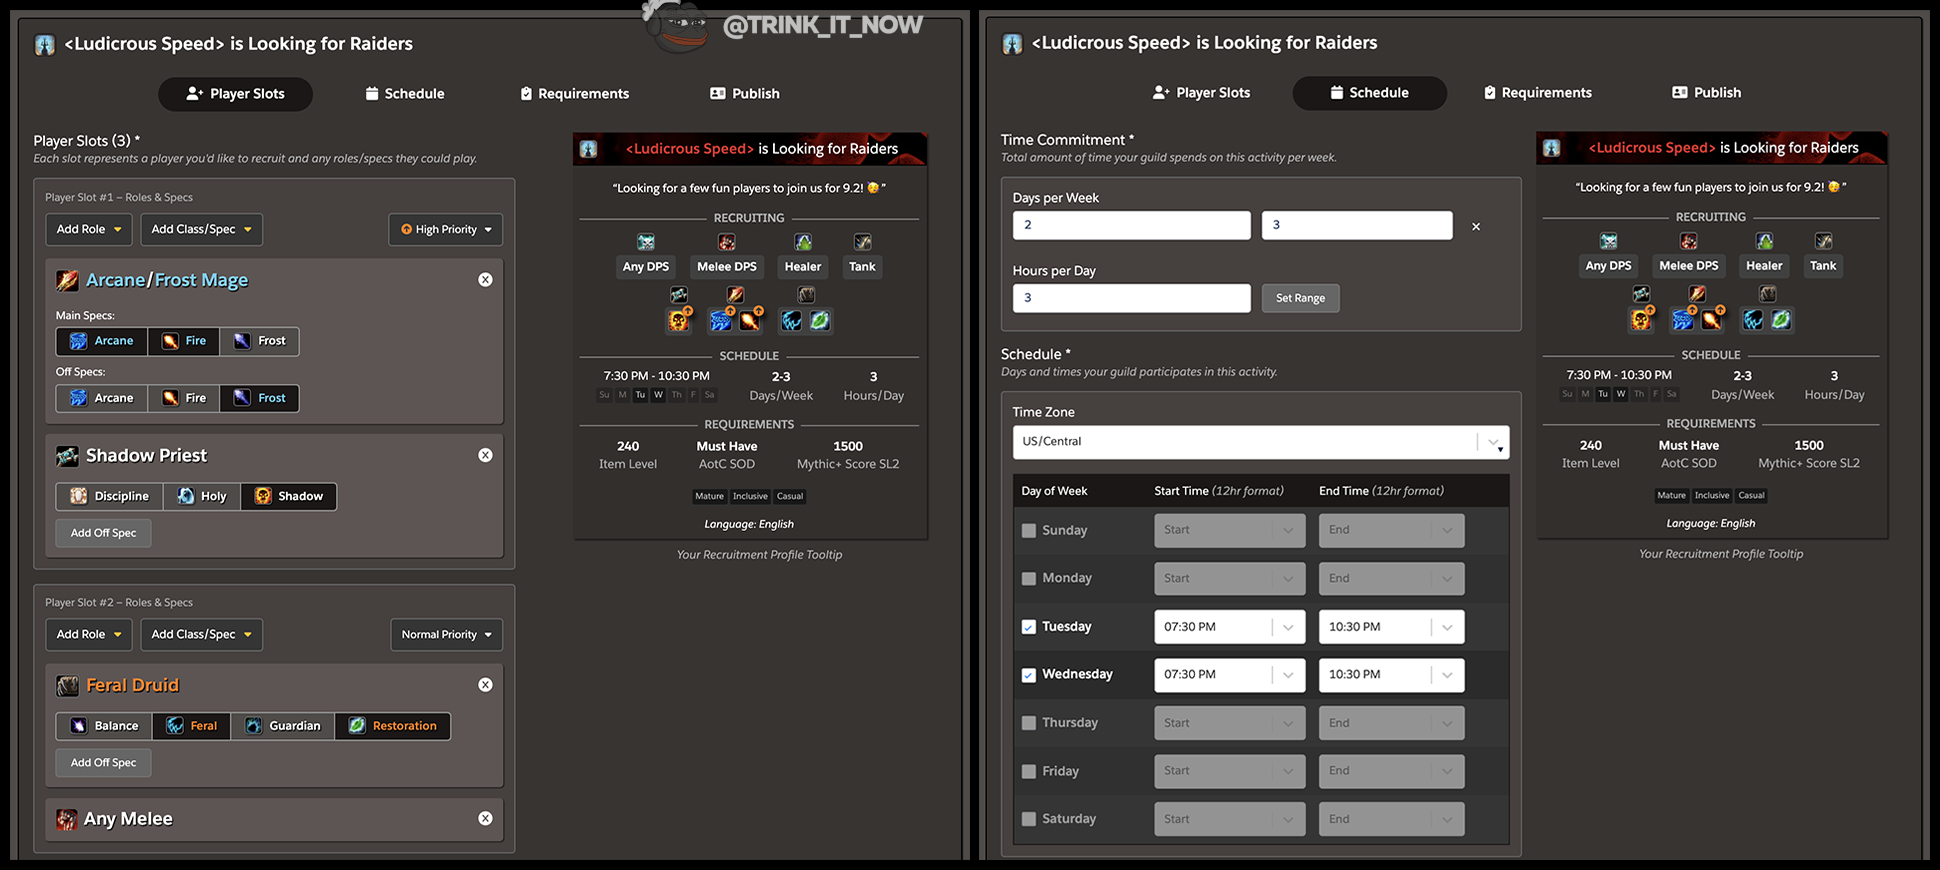 @TRINK_IT_NOW
<Ludicrous Speed> is Looking for Raiders
Player Slots
Schedule
Requirements
Publish
Player Slots (3) *
Each slot represents a player you'd like to recruit and any roles/specs they could play.
Player Slot #1 – Roles & Specs
Add Role
Add Class/Spec
High Priority
Arcane/Frost Mage
Main Specs:
Arcane
Fire
Frost
Off Specs:
Arcane
Fire
Frost
Shadow Priest
Discipline
Holy
Shadow
Add Off Spec
Player Slot #2 – Roles & Specs
Add Role
Add Class/Spec
Normal Priority
Feral Druid
Balance
Feral
Guardian
Restoration
Add Off Spec
Any Melee
<Ludicrous Speed> is Looking for Raiders
“Looking for a few fun players to join us for 9.2! 🥳”
RECRUITING
Any DPS
Melee DPS
Healer
Tank
SCHEDULE
7:30 PM - 10:30 PM
2-3
3
Su M Tu W Th F Sa
Days/Week
Hours/Day
REQUIREMENTS
240
Must Have
1500
Item Level
AotC SOD
Mythic+ Score SL2
Mature
Inclusive
Casual
Language: English
Your Recruitment Profile Tooltip
<Ludicrous Speed> is Looking for Raiders
Player Slots
Schedule
Requirements
Publish
Time Commitment *
Total amount of time your guild spends on this activity per week.
Days per Week
2
3
Hours per Day
3
Set Range
Schedule *
Days and times your guild participates in this activity.
Time Zone
US/Central
Day of Week
Start Time (12hr format)
End Time (12hr format)
Sunday
Start
End
Monday
Start
End
Tuesday
07:30 PM
10:30 PM
Wednesday
07:30 PM
10:30 PM
Thursday
Start
End
Friday
Start
End
Saturday
Start
End
<Ludicrous Speed> is Looking for Raiders
“Looking for a few fun players to join us for 9.2! 🥳”
RECRUITING
Any DPS
Melee DPS
Healer
Tank
SCHEDULE
7:30 PM - 10:30 PM
2-3
3
Su M Tu W Th F Sa
Days/Week
Hours/Day
REQUIREMENTS
240
Must Have
1500
Item Level
AotC SOD
Mythic+ Score SL2
Mature
Inclusive
Casual
Language: English
Your Recruitment Profile Tooltip